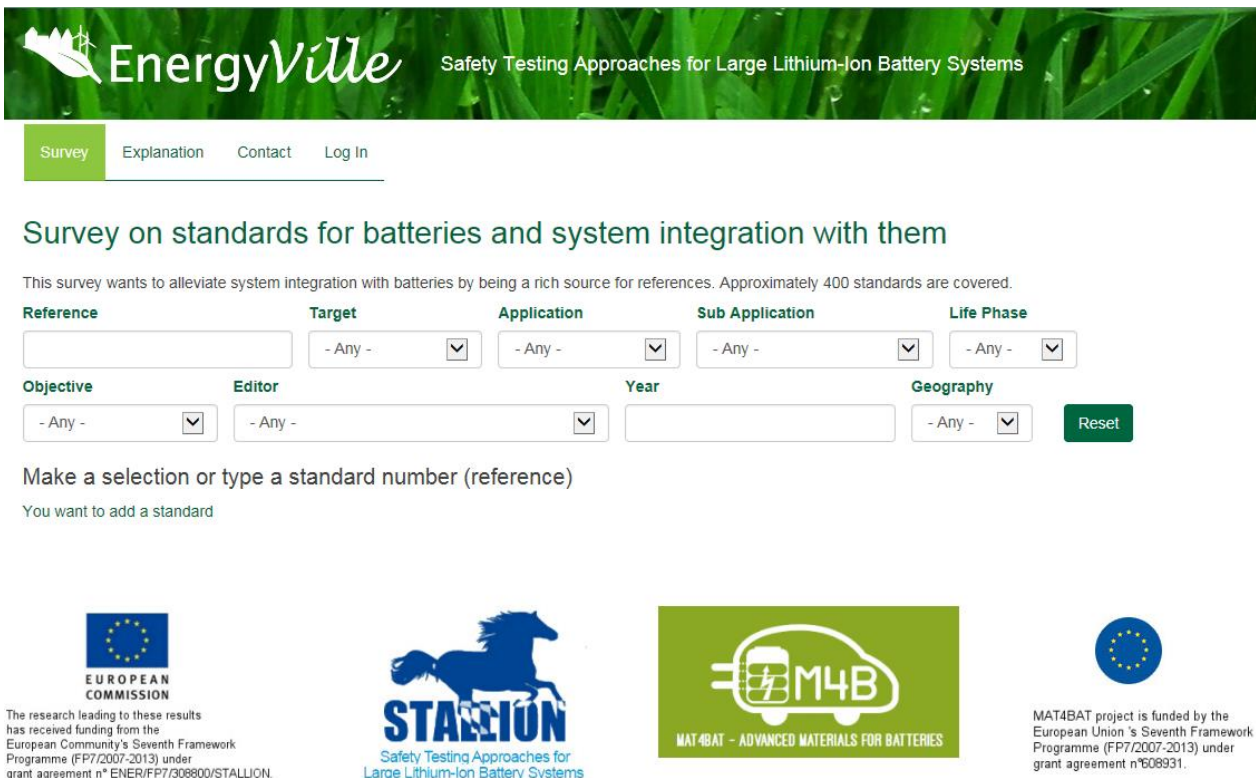 EnergyVille
Safety Testing Approaches for Large Lithium-Ion Battery Systems
Survey Explanation Contact Log In
Survey on standards for batteries and system integration with them
This survey wants to alleviate system integration with batteries by being a rich source for references. Approximately 400 standards are covered.
Reference Target Application Sub Application Life Phase
- Any - - Any - - Any - - Any -
Objective Editor Year Geography
- Any - - Any - - Any - Reset
Make a selection or type a standard number (reference)
You want to add a standard
EUROPEAN
COMMISSION
The research leading to these results
has received funding from the
European Community's Seventh Framework
Programme (FP7/2007-2013) under
grant agreement n° ENER/FP7/308800/STALLION.
STALLION
Safety Testing Approaches for
Large Lithium-Ion Battery Systems
M4B
MAT4BAT - ADVANCED MATERIALS FOR BATTERIES
MAT4BAT project is funded by the
European Union 's Seventh Framework
Programme (FP7/2007-2013) under
grant agreement n°608931.